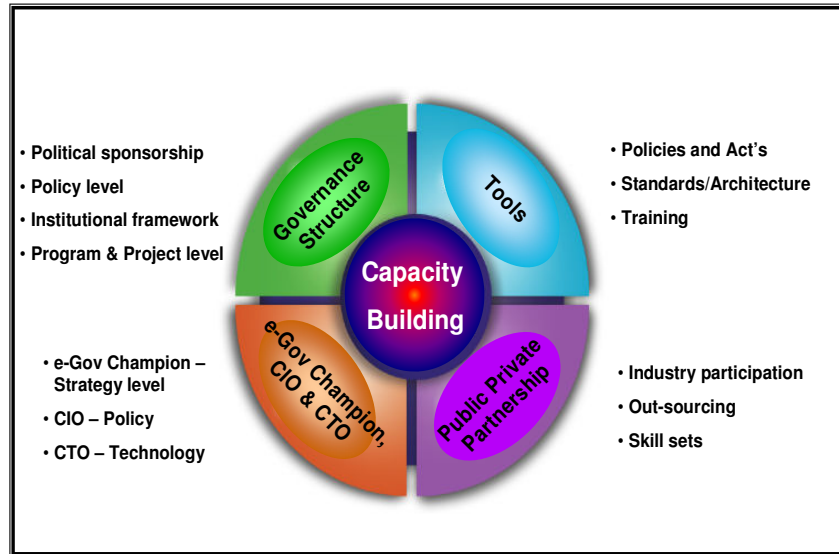 • Political sponsorship
• Policy level
• Institutional framework
• Program & Project level
Governance
Structure
Tools
• Policies and Act's
• Standards/Architecture
• Training
Capacity
Building
• e-Gov Champion –
Strategy level
• CIO – Policy
• CTO – Technology
e-Gov Champion,
CIO & CTO
Public Private
Partnership
• Industry participation
• Out-sourcing
• Skill sets